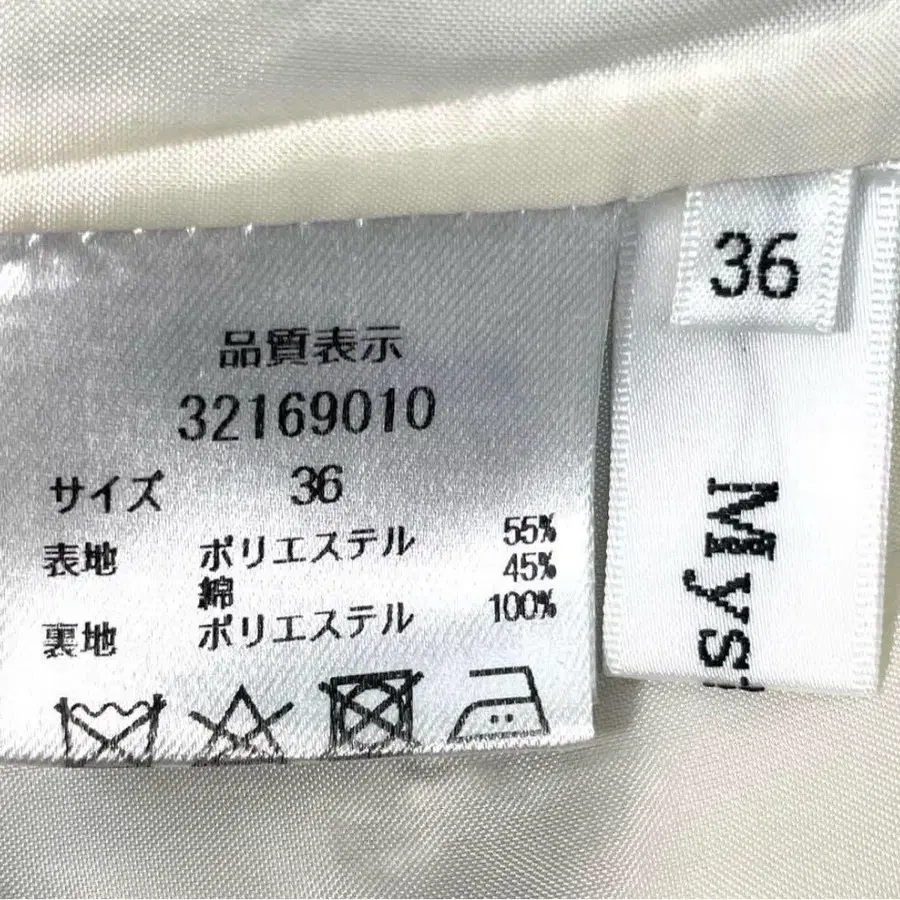 品質表示
32169010
サイズ 36
表地 ポリエステル 55%
綿 45%
裏地 ポリエステル 100%
36
Myst